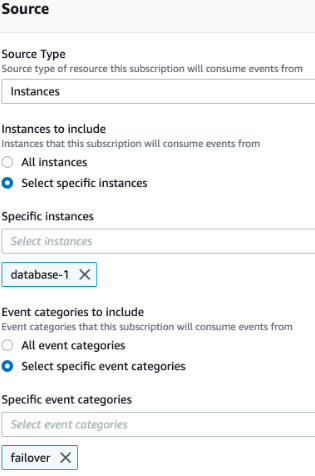 Source
Source Type
Source type of resource this subscription will consume events from
Instances
Instances to include
Instances that this subscription will consume events from
All instances
Select specific instances
Specific instances
Select instances
database-1
Event categories to include
Event categories that this subscription will consume events from
All event categories
Select specific event categories
Specific event categories
Select event categories
failover